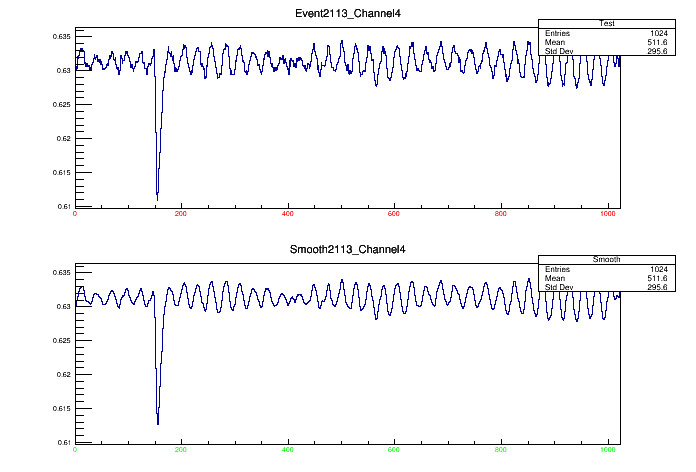 Event2113_Channel4
Test
Entries 1024
Mean 511.6
Std Dev 295.6
0.635
0.63
0.625
0.62
0.615
0.61
0 200 400 600 800 1000
Smooth2113_Channel4
Smooth
Entries 1024
Mean 511.6
Std Dev 295.6
0.635
0.63
0.625
0.62
0.615
0.61
0 200 400 600 800 1000